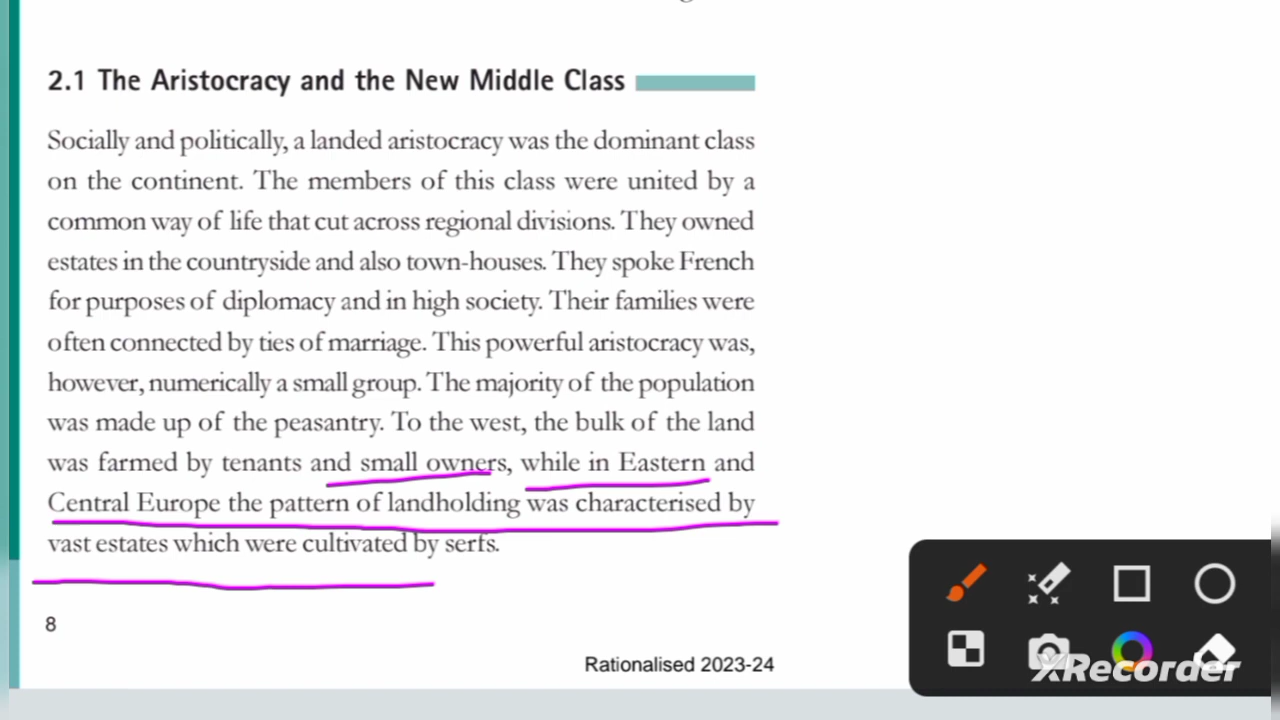 2.1 The Aristocracy and the New Middle Class
Socially and politically, a landed aristocracy was the dominant class
on the continent. The members of this class were united by a
common way of life that cut across regional divisions. They owned
estates in the countryside and also town-houses. They spoke French
for purposes of diplomacy and in high society. Their families were
often connected by ties of marriage. This powerful aristocracy was,
however, numerically a small group. The majority of the population
was made up of the peasantry. To the west, the bulk of the land
was farmed by tenants and small owners, while in Eastern and
Central Europe the pattern of landholding was characterised by
vast estates which were cultivated by serfs.
8
Rationalised 2023-24
XRecorder